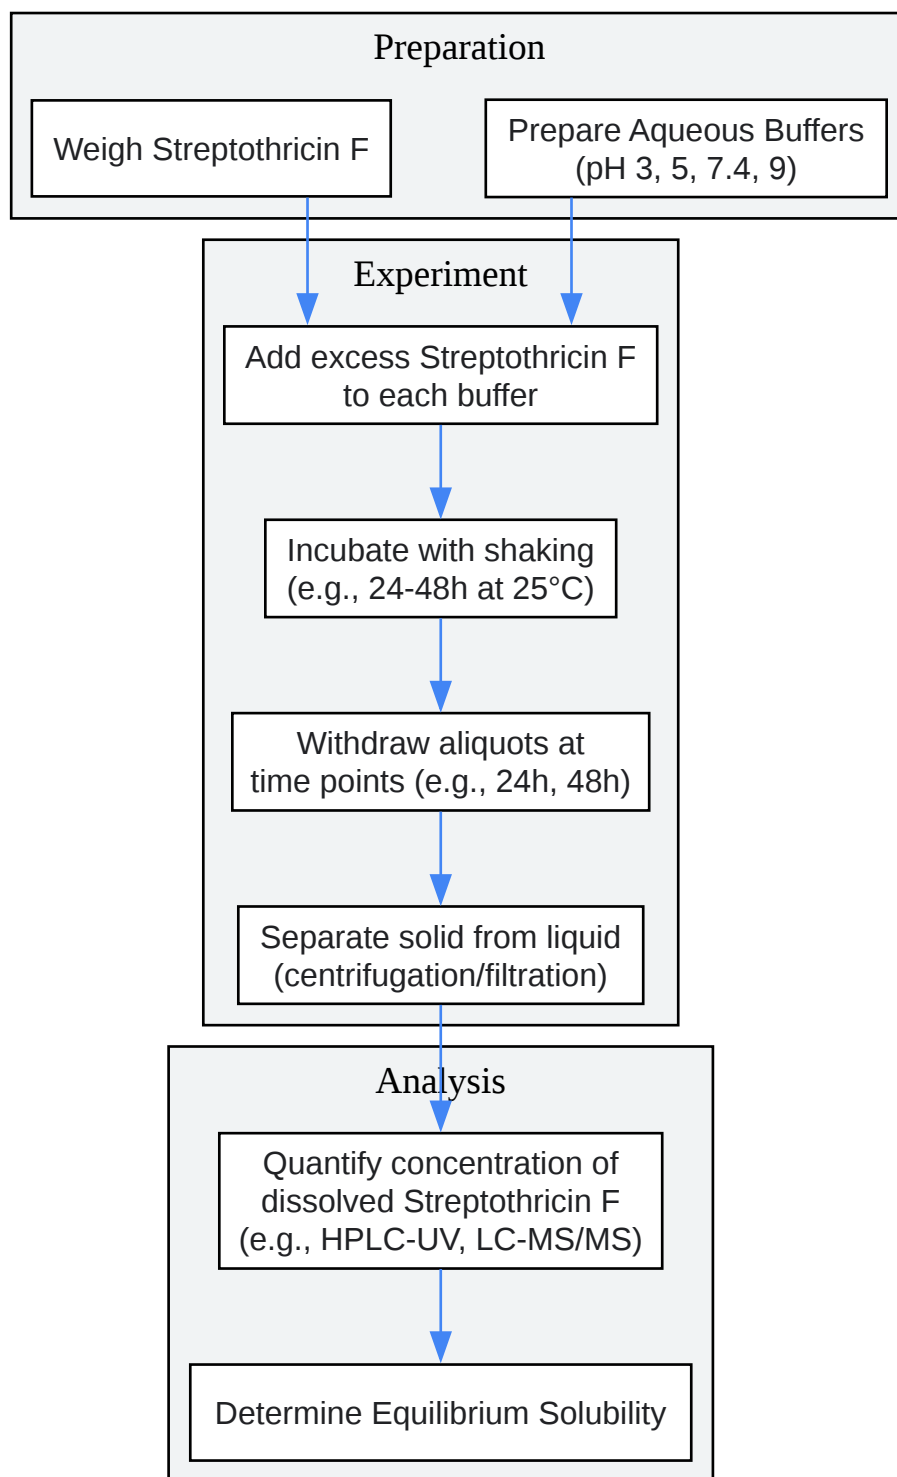 Preparation
Weigh Streptothricin F
Prepare Aqueous Buffers
(pH 3, 5, 7.4, 9)
Experiment
Add excess Streptothricin F
to each buffer
Incubate with shaking
(e.g., 24-48h at 25°C)
Withdraw aliquots at
time points (e.g., 24h, 48h)
Separate solid from liquid
(centrifugation/filtration)
Analysis
Quantify concentration of
dissolved Streptothricin F
(e.g., HPLC-UV, LC-MS/MS)
Determine Equilibrium Solubility